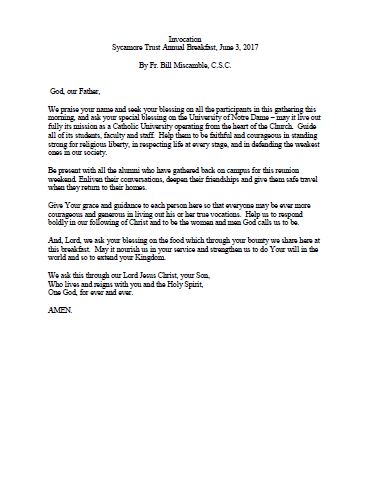 Invocation
Sycamore Trust Annual Breakfast, June 3, 2017
By Fr. Bill Miscamble, C.S.C.
God, our Father,
We praise your name and seek your blessing on all the participants in this gathering this
morning, and ask your special blessing on the University of Notre Dame – may it live out
fully its mission as a Catholic University operating from the heart of the Church.  Guide
all of its students, faculty and staff.  Help them to be faithful and courageous in standing
strong for religious liberty, in respecting life at every stage, and in defending the weakest
ones in our society.
Be present with all the alumni who have gathered back on campus for this reunion
weekend. Enliven their conversations, deepen their friendships and give them safe travel
when they return to their homes.
Give Your grace and guidance to each person here so that everyone may be ever more
courageous and generous in living out his or her true vocations.  Help us to respond
boldly in our following of Christ and to be the women and men God calls us to be.
And, Lord, we ask your blessing on the food which through your bounty we share here at
this breakfast.  May it nourish us in your service and strengthen us to do Your will in the
world and so to extend your Kingdom.
We ask this through our Lord Jesus Christ, your Son,
Who lives and reigns with you and the Holy Spirit,
One God, for ever and ever.
AMEN.